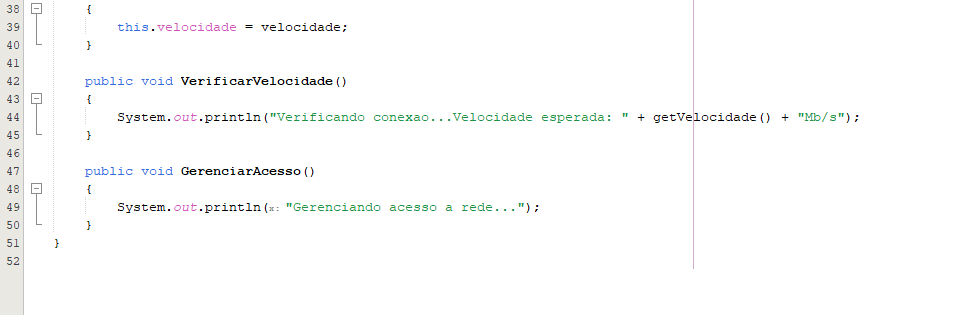 38 {
39 this.velocidade = velocidade;
40 }
41
42 public void VerificarVelocidade()
43 {
44 System.out.println("Verificando conexao...Velocidade esperada: " + getVelocidade() + "Mb/s");
45 }
46
47 public void GerenciarAcesso()
48 {
49 System.out.println(x: "Gerenciando acesso a rede...");
50 }
51 }
52